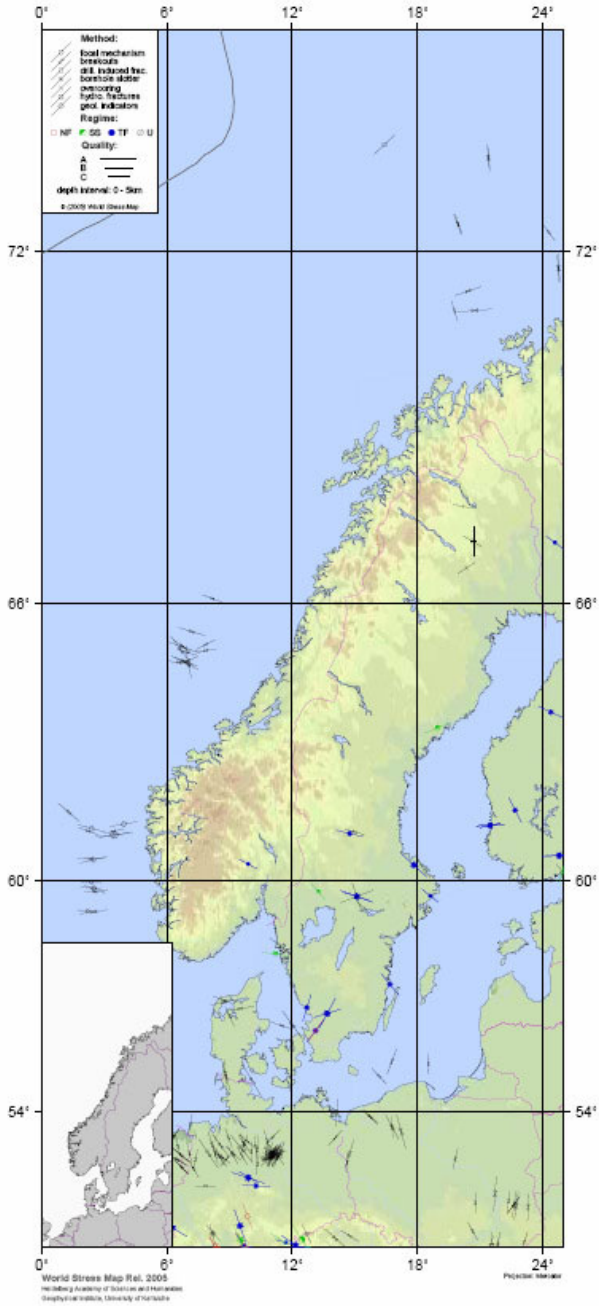 0° 6° 12° 18° 24°
Method:
focal mechanism
breakouts
drill. induced frac.
borehole slotter
overcoring
hydro. fractures
geol. indicators
Regime:
NF SS TF U
Quality:
A
B
C
depth interval: 0 - 5km
© (2005) World Stress Map
72° 72°
66° 66°
60° 60°
54° 54°
0° 6° 12° 18° 24°
World Stress Map Rel. 2005
Projection: Mercator
Heidelberg Academy of Sciences and Humanities
Geophysical Institute, University of Karlsruhe